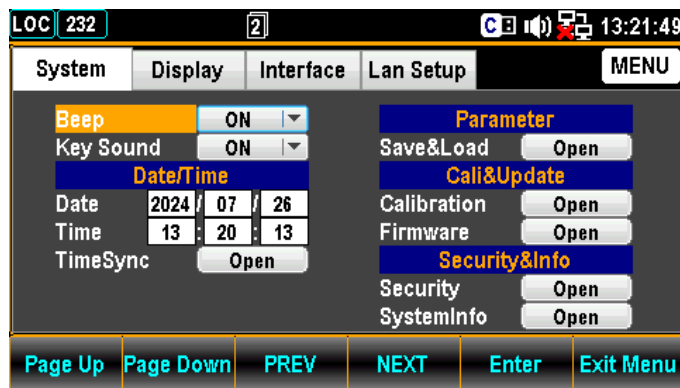 LOC 232 2 C 13:21:49
System Display Interface Lan Setup MENU
Beep ON
Key Sound ON
Date/Time
Date 2024 / 07 / 26
Time 13 : 20 : 13
TimeSync Open
Parameter
Save&Load Open
Cali&Update
Calibration Open
Firmware Open
Security&Info
Security Open
SystemInfo Open
Page Up Page Down PREV NEXT Enter Exit Menu